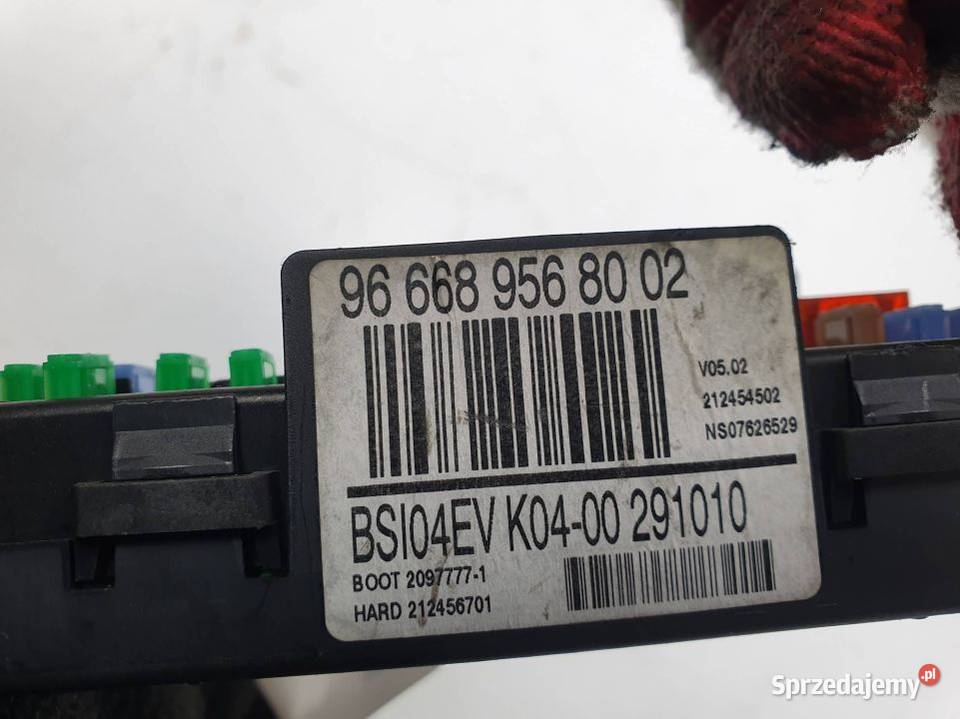 96 668 956 80 02
V05.02
212454502
NS07626529
BSI04EV K04-00 291010
BOOT 2097777-1
HARD 212456701
Sprzedajemy.pl